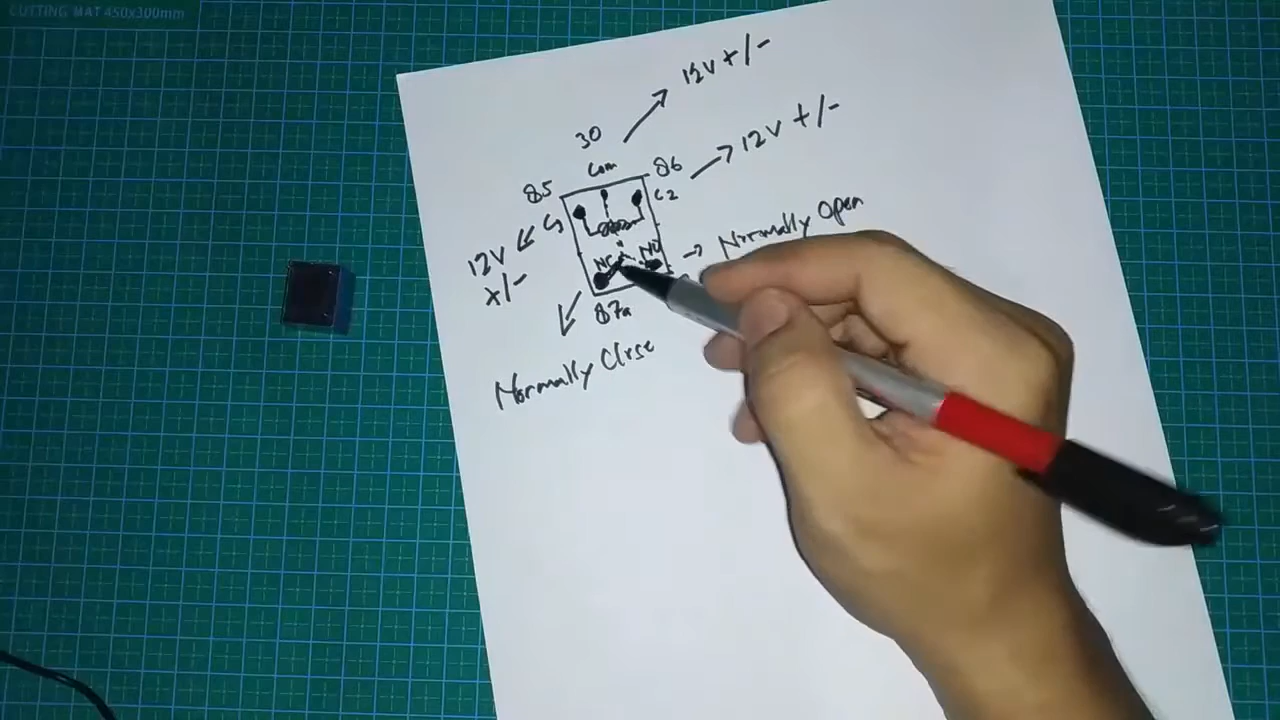 CUTTING MAT 450x300mm
12V +/-
30
12V +/-
Com
86
85
C2
C1
12V
+/-
Normally Open
NO
NC
87a
Normally Close